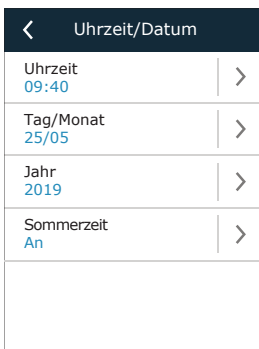 Uhrzeit/Datum
Uhrzeit
09:40
Tag/Monat
25/05
Jahr
2019
Sommerzeit
An